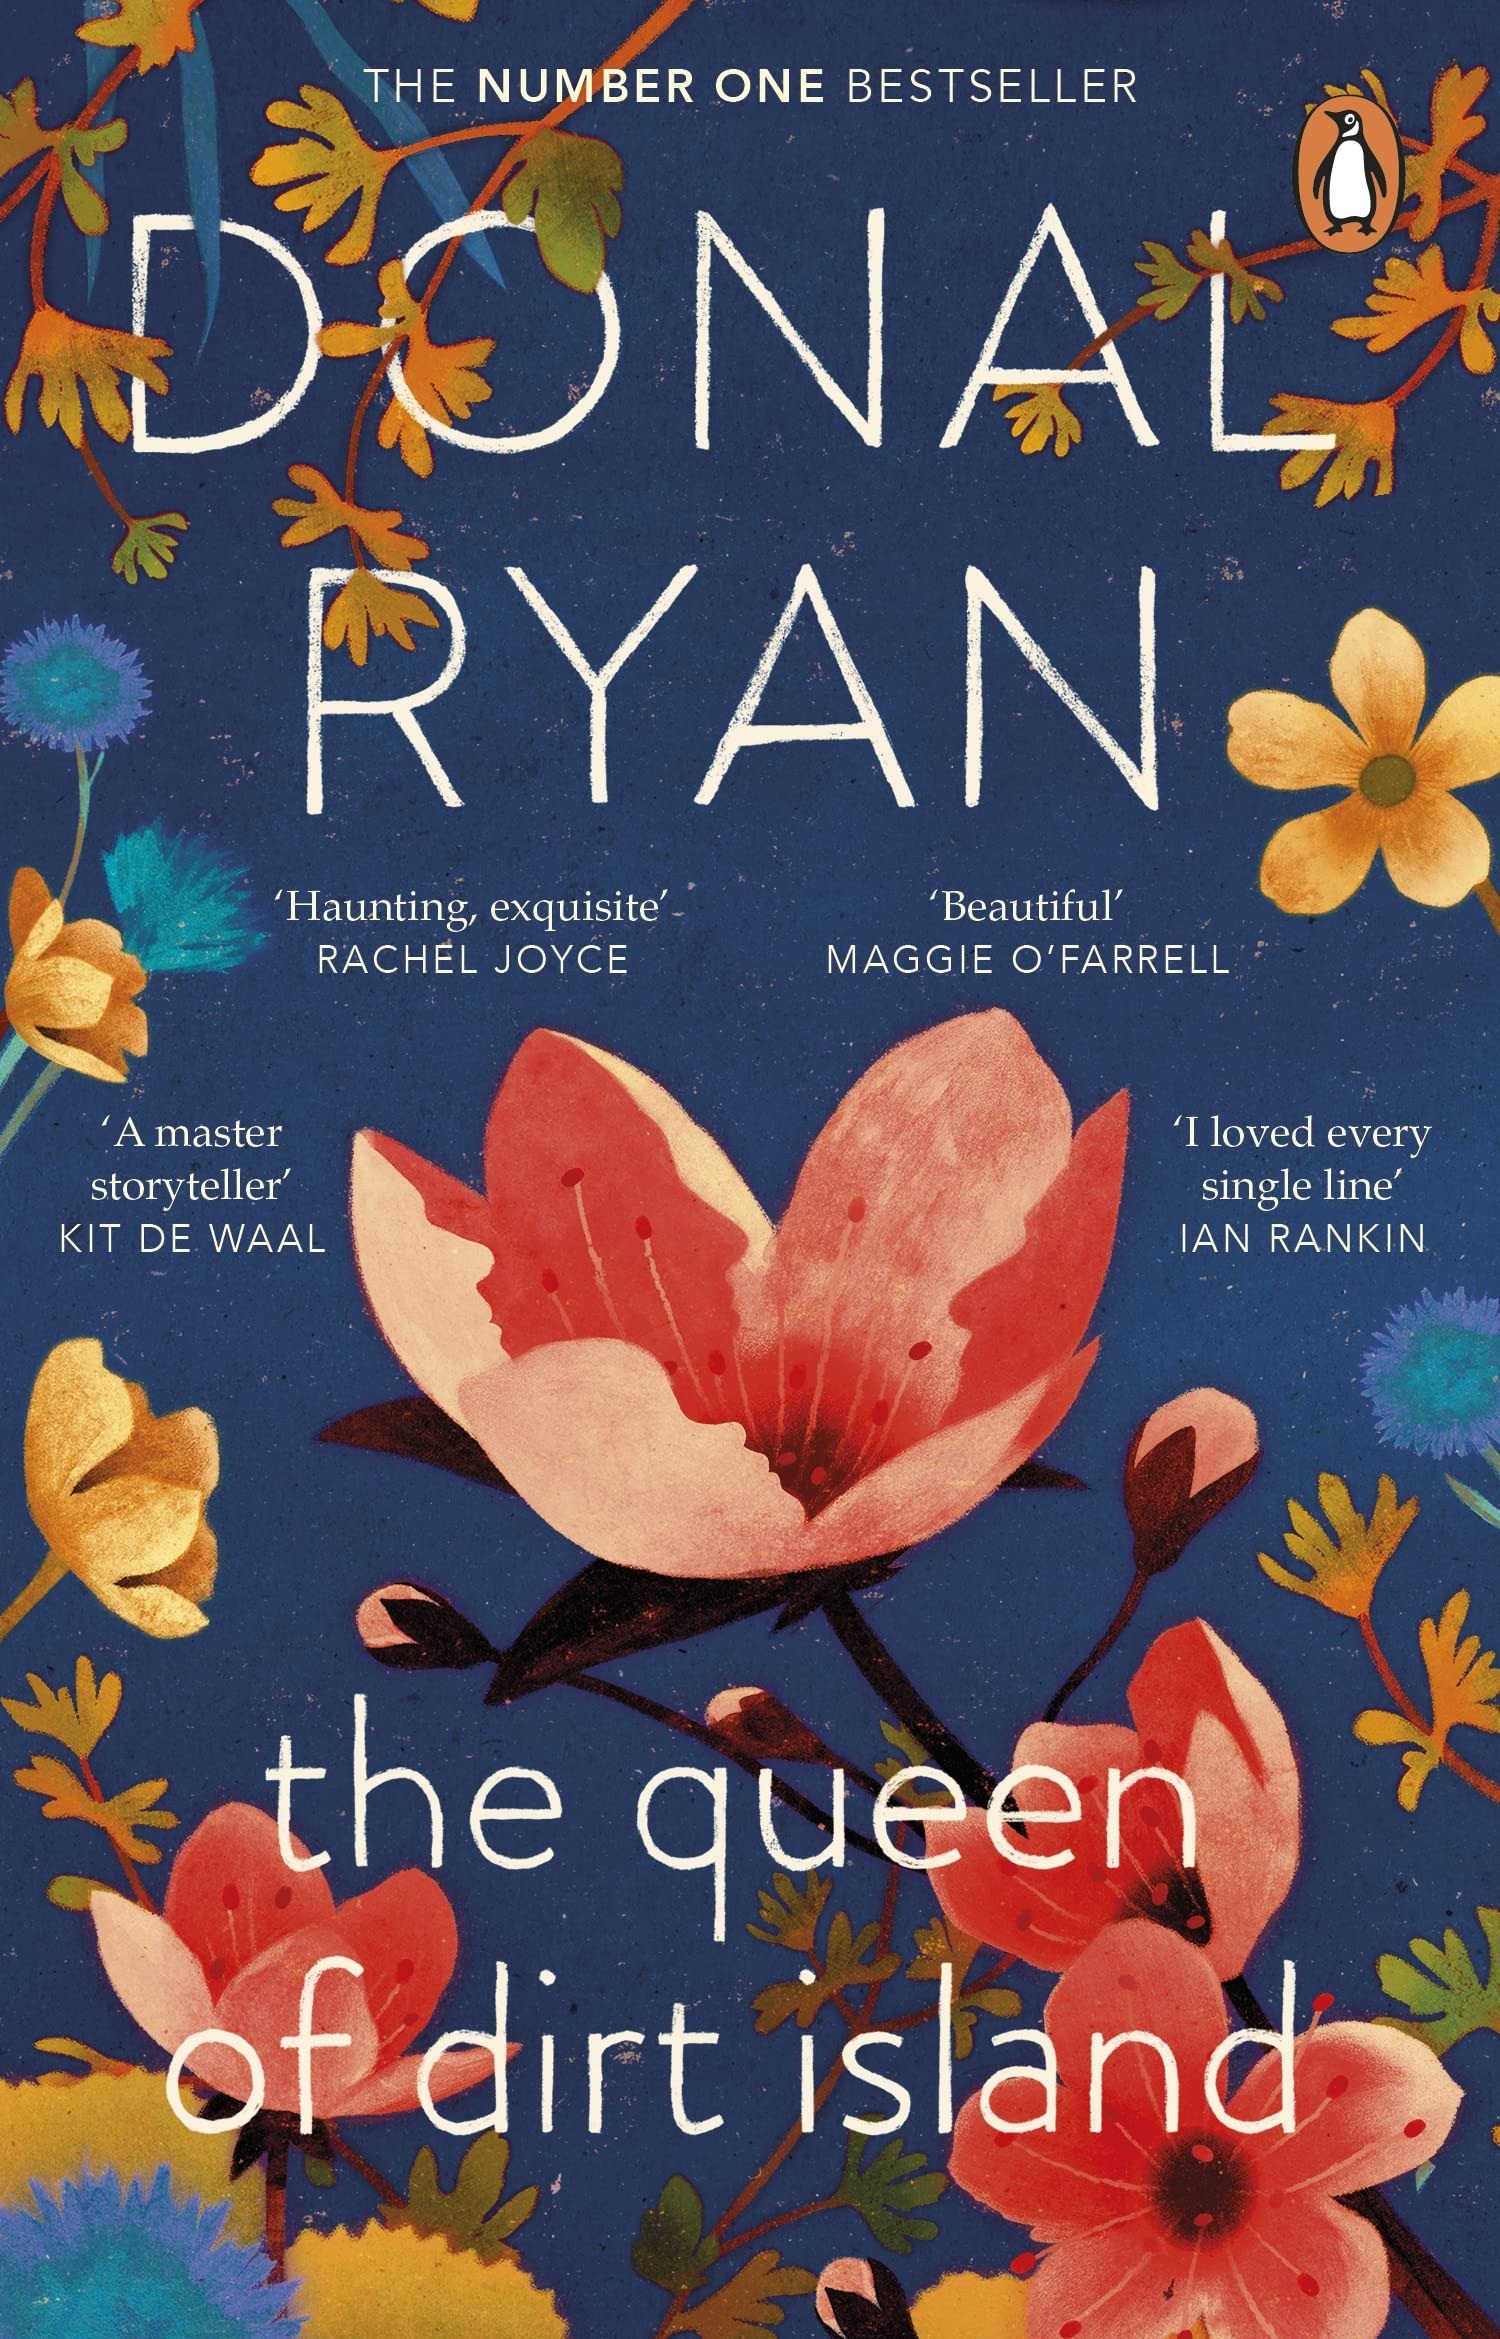 THE NUMBER ONE BESTSELLER
DONAL
RYAN
‘Haunting, exquisite’
RACHEL JOYCE
‘Beautiful’
MAGGIE O’FARRELL
‘A master
storyteller’
KIT DE WAAL
‘I loved every
single line’
IAN RANKIN
the queen
of dirt island